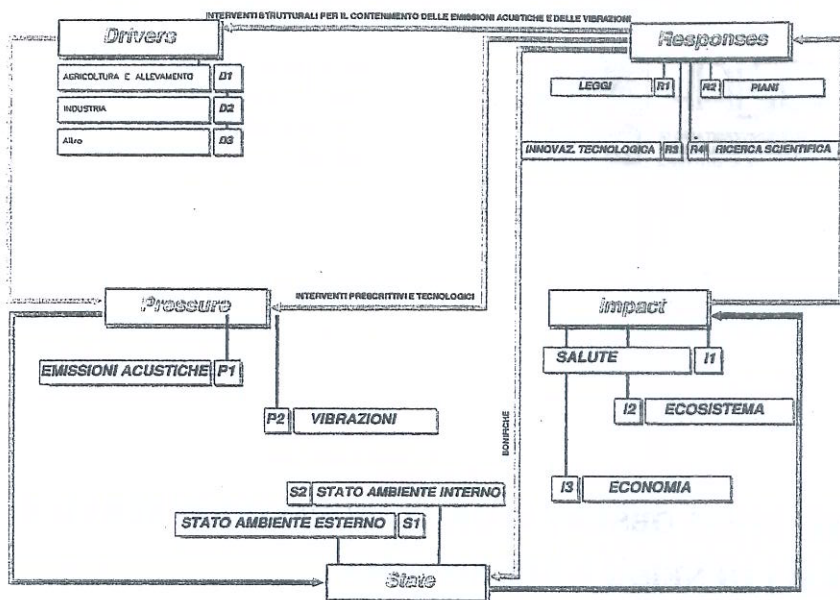 INTERVENTI STRUTTURALI PER IL CONTENIMENTO DELLE EMISSIONI ACUSTICHE E DELLE VIBRAZIONI
Drivers
Responses
AGRICOLTURA E ALLEVAMENTO D1
INDUSTRIA D2
Altro D3
LEGGI R1
R2 PIANI
INNOVAZ. TECNOLOGICA R3
R4 RICERCA SCIENTIFICA
INTERVENTI PRESCRITTIVI E TECNOLOGICI
Pressure
Impact
EMISSIONI ACUSTICHE P1
P2 VIBRAZIONI
SALUTE I1
I2 ECOSISTEMA
I3 ECONOMIA
BONIFICHE
S2 STATO AMBIENTE INTERNO
STATO AMBIENTE ESTERNO S1
State